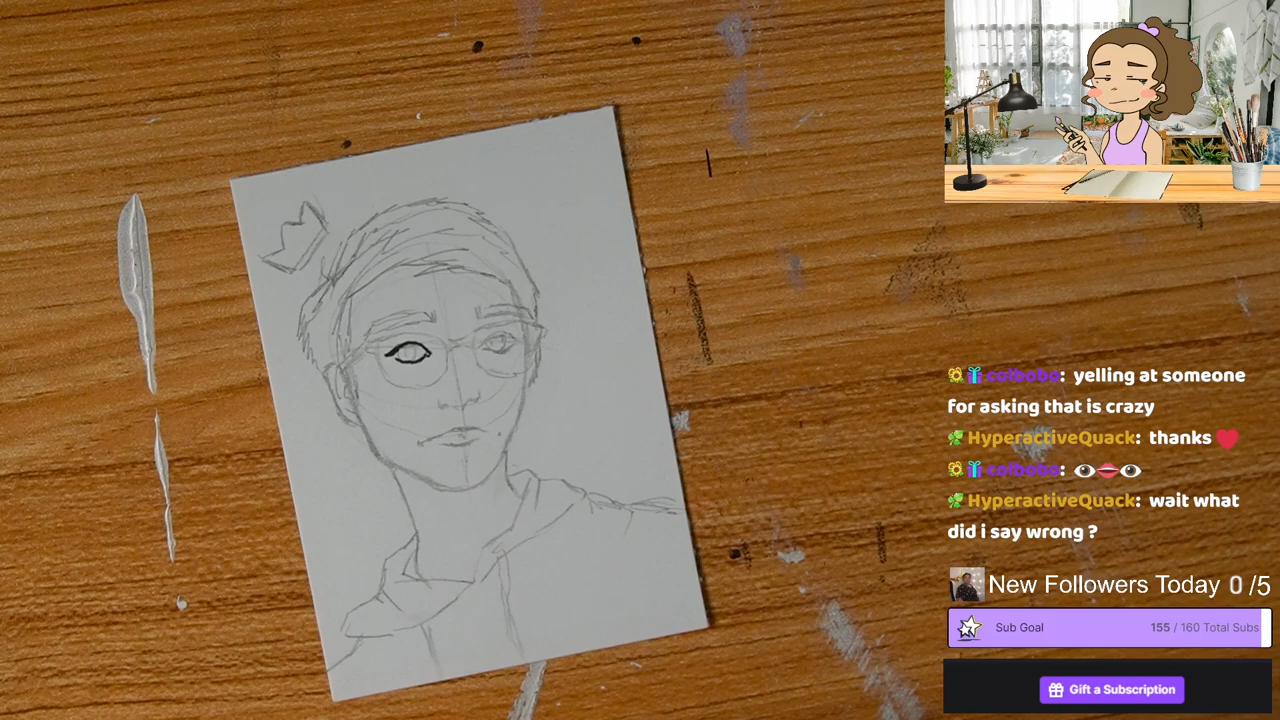 colbobo: yelling at someone
for asking that is crazy
HyperactiveQuack: thanks ❤️
colbobo: 👁️👄👁️
HyperactiveQuack: wait what
did i say wrong ?
New Followers Today 0 /5
Sub Goal 155 / 160 Total Subs
Gift a Subscription